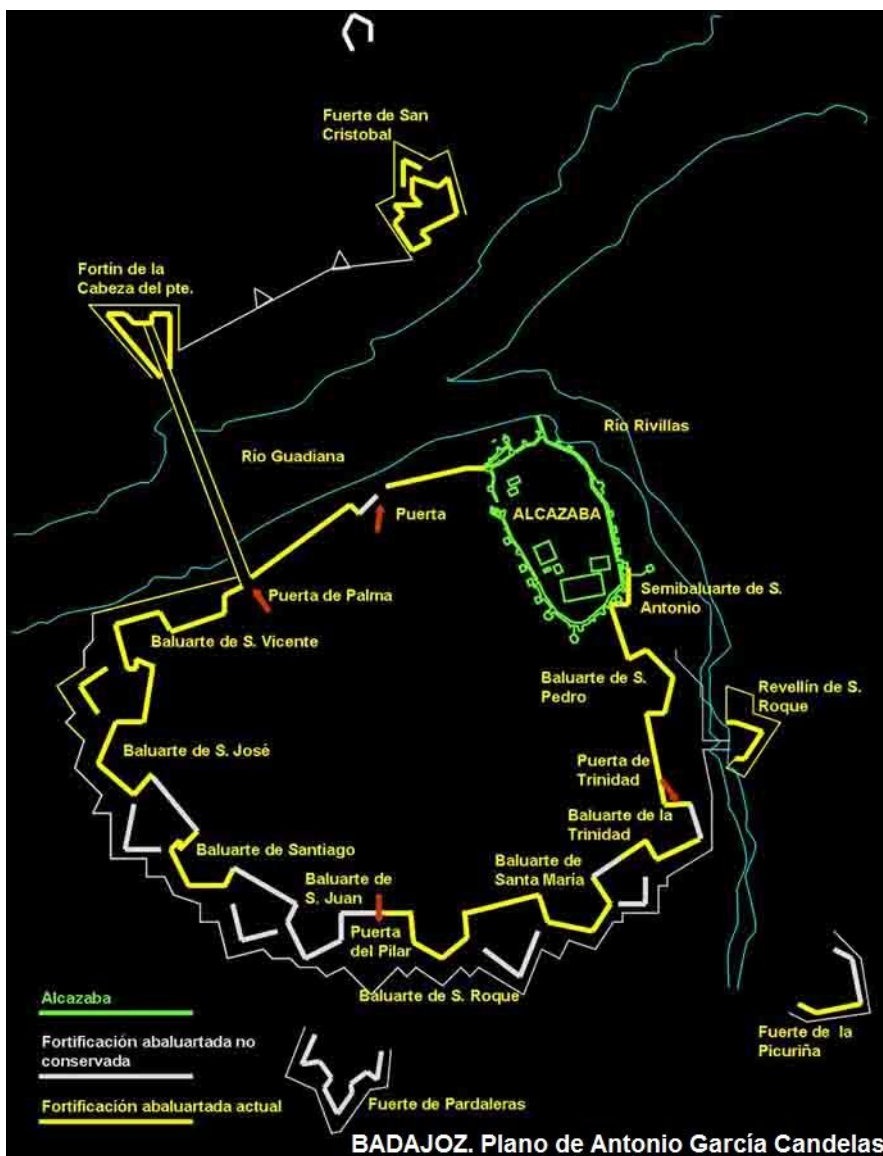 Fuerte de San
Cristobal
Fortín de la
Cabeza del pte.
Río Rivillas
Río Guadiana
Puerta
ALCAZABA
Puerta de Palma
Semibaluarte de S.
Antonio
Baluarte de S. Vicente
Baluarte de S.
Pedro
Revellín de S.
Roque
Baluarte de S. José
Puerta de
Trinidad
Baluarte de la
Trinidad
Baluarte de Santiago
Baluarte de
Santa María
Baluarte de
S. Juan
Puerta
del Pilar
Baluarte de S. Roque
Alcazaba
Fortificación abaluartada no
conservada
Fortificación abaluartada actual
Fuerte de Pardaleras
Fuerte de la
Picuriña
BADAJOZ. Plano de Antonio García Candelas